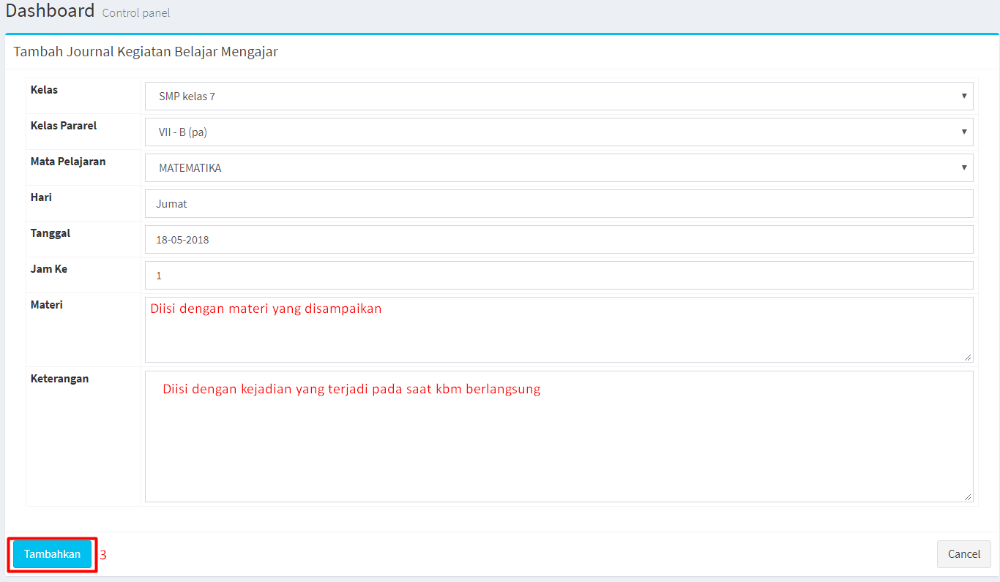 Dashboard Control panel
Tambah Journal Kegiatan Belajar Mengajar
Kelas SMP kelas 7
Kelas Pararel VII - B (pa)
Mata Pelajaran MATEMATIKA
Hari Jumat
Tanggal 18-05-2018
Jam Ke 1
Materi Diisi dengan materi yang disampaikan
Keterangan Diisi dengan kejadian yang terjadi pada saat kbm berlangsung
Tambahkan 3 Cancel